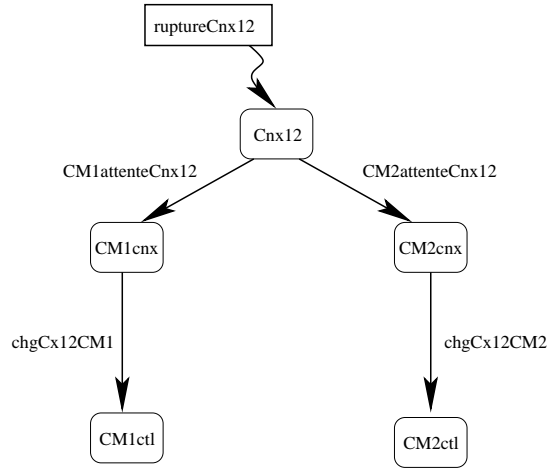 ruptureCnx12
Cnx12
CM1attenteCnx12
CM2attenteCnx12
CM1cnx
CM2cnx
chgCx12CM1
chgCx12CM2
CM1ctl
CM2ctl